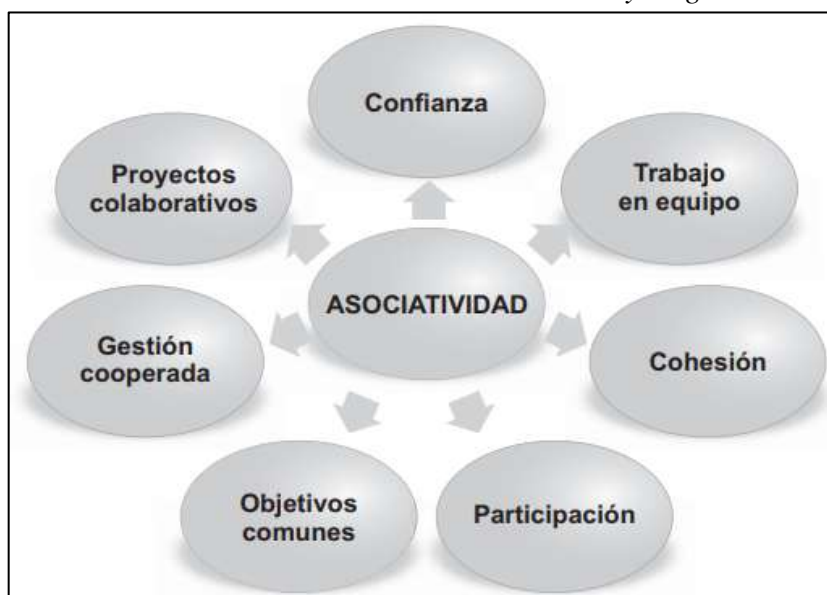 Confianza
Trabajo
en equipo
Cohesión
Participación
Objetivos
comunes
Gestión
cooperada
Proyectos
colaborativos
ASOCIATIVIDAD